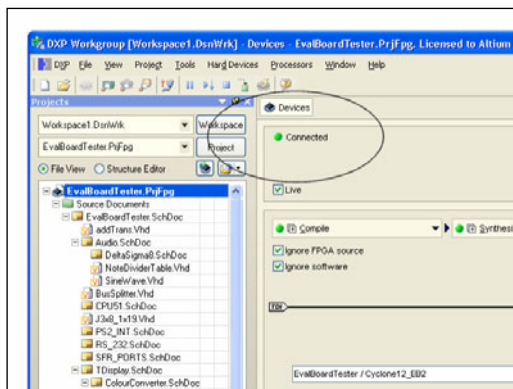 DXP Workgroup [Workspace1.DsnWrk] - Devices - EvalBoardTester.PrjFpg. Licensed to Altium
DXP File View Project Tools Hard Devices Processors Window Help
Projects
Devices
Workspace1.DsnWrk Workspace
Connected
EvalBoardTester.PrjFpg Project
File View Structure Editor
Live
EvalBoardTester.PrjFpg
Source Documents
EvalBoardTester.SchDoc
addTrans.Vhd
Audio.SchDoc
DeltaSigma8.SchDoc
NoteDividerTable.Vhd
SineWave.Vhd
BusSplitter.Vhd
CPU51.SchDoc
J3x8_1x19.Vhd
PS2_INT.SchDoc
RS_232.SchDoc
SFR_PORTS.SchDoc
TDisplay.SchDoc
ColourConverter.SchDoc
Compile Synthesi
Ignore FPGA source
Ignore software
TDI
EvalBoardTester / Cyclone12_EB2